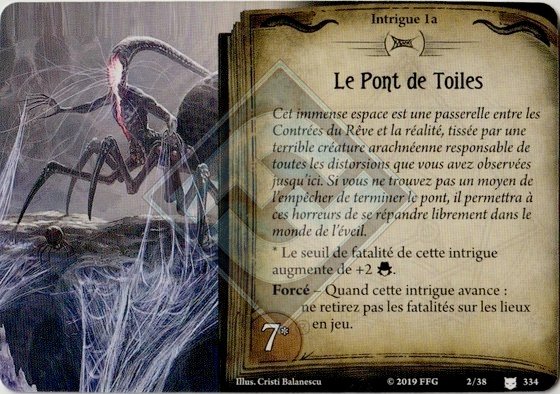 Intrigue 1a
Le Pont de Toiles
Cet immense espace est une passerelle entre les
Contrées du Rêve et la réalité, tissée par une
terrible créature arachnéenne responsable de
toutes les distorsions que vous avez observées
jusqu'ici. Si vous ne trouvez pas un moyen de
l'empêcher de terminer le pont, il permettra à
ces horreurs de se répandre librement dans le
monde de l'éveil.
* Le seuil de fatalité de cette intrigue
augmente de +2 .
Forcé – Quand cette intrigue avance :
ne retirez pas les fatalités sur les lieux
en jeu.
7*
Illus. Cristi Balanescu © 2019 FFG 2/38 334